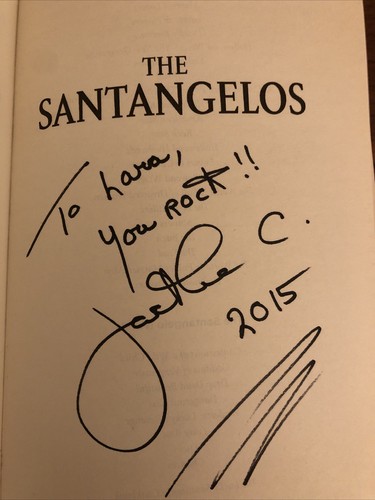 THE
SANTANGELOS
To Lara,
You ROCK!!
Jackie C.
2015